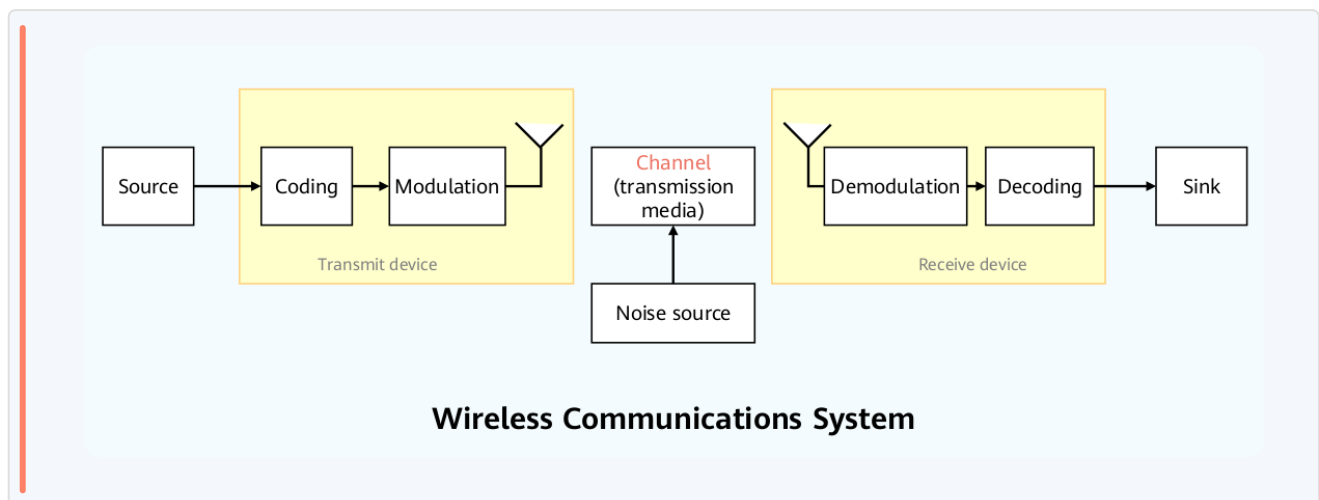 Source
Coding
Modulation
Transmit device
Channel
(transmission
media)
Noise source
Demodulation
Decoding
Receive device
Sink
Wireless Communications System